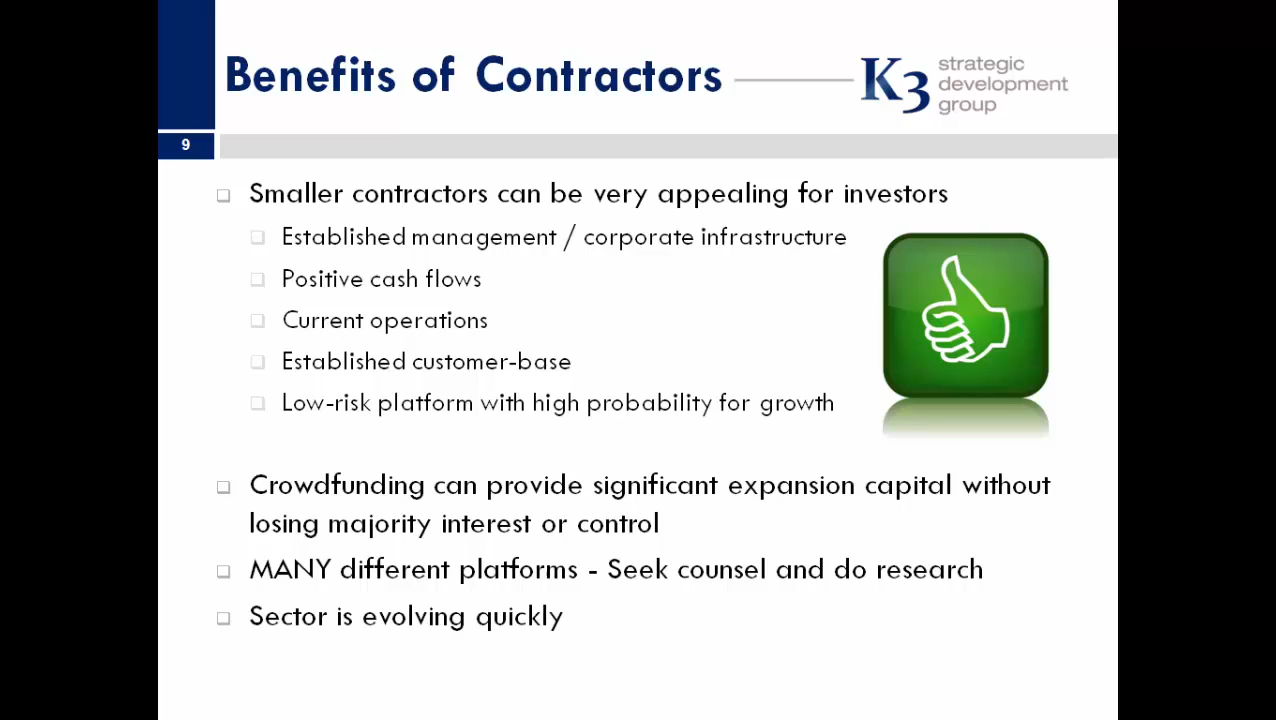 Benefits of Contractors
K3 strategic
development
group
9
Smaller contractors can be very appealing for investors
Established management / corporate infrastructure
Positive cash flows
Current operations
Established customer-base
Low-risk platform with high probability for growth
Crowdfunding can provide significant expansion capital without
losing majority interest or control
MANY different platforms - Seek counsel and do research
Sector is evolving quickly